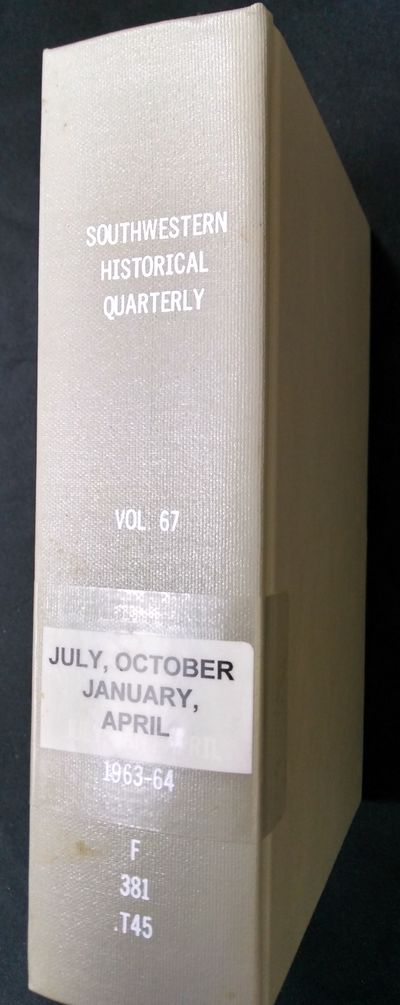 SOUTHWESTERN
HISTORICAL
QUARTERLY
VOL 67
JULY, OCTOBER
JANUARY,
APRIL
1963-64
F
381
.T45